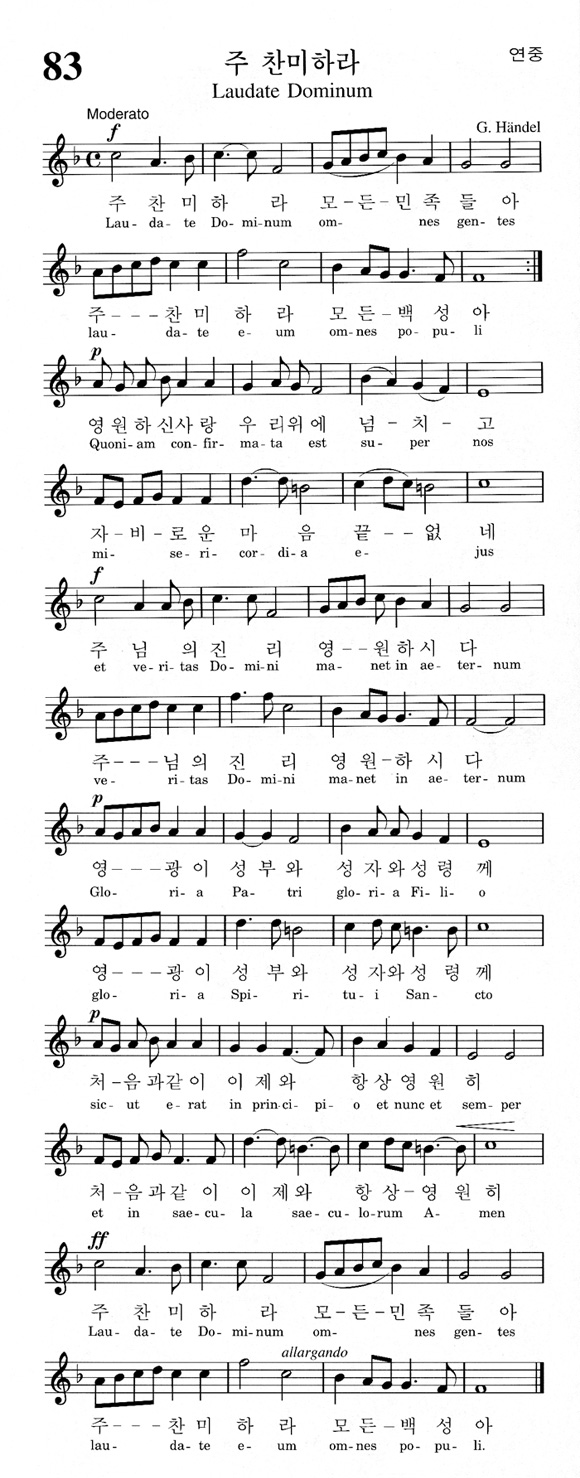 83
주 찬미하라
연중
Laudate Dominum
Moderato
G. Händel
f
주 찬 미 하 라 모 - 든 - 민 족 들 아
Lau - da - te Do - mi - num om - nes gen - tes
주 - - - 찬 미 하 라 모 든 - 백 성 아
lau - da - te e - um om - nes po - pu - li
p
영 원 하 신 사 랑 우 리 위 에 넘 - 치 - 고
Quoni - am con - fir - ma - ta est su - per nos
자 - 비 - 로 운 마 음 끝 - - 없 네
mi - se - ri - cor - di - a e - jus
f
주 님 의 진 리 영 - - 원 하 시 다
et ve - ri - tas Do - mi - ni ma - net in ae - ter - num
주 - - - 님 의 진 리 영 원 - 하 시 다
ve - ri - tas Do - mi - ni ma - net in ae - ter - num
p
영 - - - 광 이 성 부 와 성 자 와 성 령 께
Glo - ri - a Pa - tri glo - ri - a Fi - li - o
영 - - - 광 이 성 부 와 성 자 와 성 령 께
glo - ri - a Spi - ri - tu - i San - cto
p
처 - 음 과 같 이 이 제 와 항 상 영 원 히
sic - ut e - rat in prin - ci - pi - o et nunc et sem - per
처 - 음 과 같 이 이 제 와 항 상 - 영 원 히
et in sae - cu - la sae - cu - lo - rum A - men
ff
주 찬 미 하 라 모 - 든 - 민 족 들 아
Lau - da - te Do - mi - num om - nes gen - tes
allargando
주 - - - 찬 미 하 라 모 든 - 백 성 아
lau - da - te e - um om - nes po - pu - li.